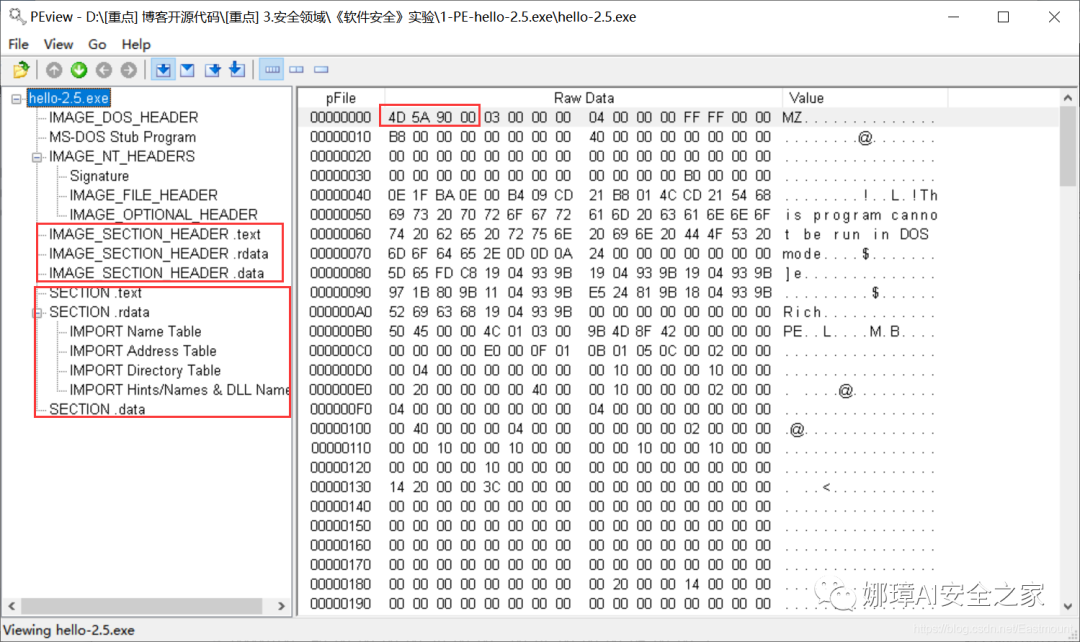 PEview - D:\[重点] 博客开源代码\[重点] 3.安全领域\《软件安全》实验\1-PE-hello-2.5.exe\hello-2.5.exe
File View Go Help
hello-2.5.exe
IMAGE_DOS_HEADER
MS-DOS Stub Program
IMAGE_NT_HEADERS
Signature
IMAGE_FILE_HEADER
IMAGE_OPTIONAL_HEADER
IMAGE_SECTION_HEADER .text
IMAGE_SECTION_HEADER .rdata
IMAGE_SECTION_HEADER .data
SECTION .text
SECTION .rdata
IMPORT Name Table
IMPORT Address Table
IMPORT Directory Table
IMPORT Hints/Names & DLL Name
SECTION .data
pFile Raw Data Value
00000000 4D 5A 90 00 03 00 00 00 04 00 00 00 FF FF 00 00 MZ..............
00000010 B8 00 00 00 00 00 00 00 40 00 00 00 00 00 00 00 ........@.......
00000020 00 00 00 00 00 00 00 00 00 00 00 00 00 00 00 00 ................
00000030 00 00 00 00 00 00 00 00 00 00 00 00 B0 00 00 00 ................
00000040 0E 1F BA 0E 00 B4 09 CD 21 B8 01 4C CD 21 54 68 ........!..L.!Th
00000050 69 73 20 70 72 6F 67 72 61 6D 20 63 61 6E 6E 6F is program canno
00000060 74 20 62 65 20 72 75 6E 20 69 6E 20 44 4F 53 20 t be run in DOS
00000070 6D 6F 64 65 2E 0D 0D 0A 24 00 00 00 00 00 00 00 mode....$.......
00000080 5D 65 FD C8 19 04 93 9B 19 04 93 9B 19 04 93 9B ]e..............
00000090 97 1B 80 9B 11 04 93 9B E5 24 81 9B 18 04 93 9B .........$......
000000A0 52 69 63 68 19 04 93 9B 00 00 00 00 00 00 00 00 Rich............
000000B0 50 45 00 00 4C 01 03 00 9B 4D 8F 42 00 00 00 00 PE..L....M.B....
000000C0 00 00 00 00 E0 00 0F 01 0B 01 05 0C 00 02 00 00 ................
000000D0 00 04 00 00 00 00 00 00 00 10 00 00 00 10 00 00 ................
000000E0 00 20 00 00 00 00 40 00 00 10 00 00 00 02 00 00 . ....@.........
000000F0 04 00 00 00 00 00 00 00 04 00 00 00 00 00 00 00 ................
00000100 00 40 00 00 00 04 00 00 00 00 00 00 02 00 00 00 .@..............
00000110 00 00 10 00 00 10 00 00 00 00 10 00 00 10 00 00 ................
00000120 00 00 00 00 10 00 00 00 00 00 00 00 00 00 00 00 ................
00000130 14 20 00 00 3C 00 00 00 00 00 00 00 00 00 00 00 . ..<...........
00000140 00 00 00 00 00 00 00 00 00 00 00 00 00 00 00 00 ................
00000150 00 00 00 00 00 00 00 00 00 00 00 00 00 00 00 00 ................
00000160 00 00 00 00 00 00 00 00 00 00 00 00 00 00 00 00 ................
00000170 00 00 00 00 00 00 00 00 00 00 00 00 00 00 00 00 ................
00000180 00 00 00 00 00 00 00 00 00 20 00 00 14 00 00 00
00000190 00 00 00 00 00 00 00 00 00 00 00 00 00 00 00 00
娜璋AI安全之家
Viewing hello-2.5.exe
https://blog.csdn.net/Eastmount